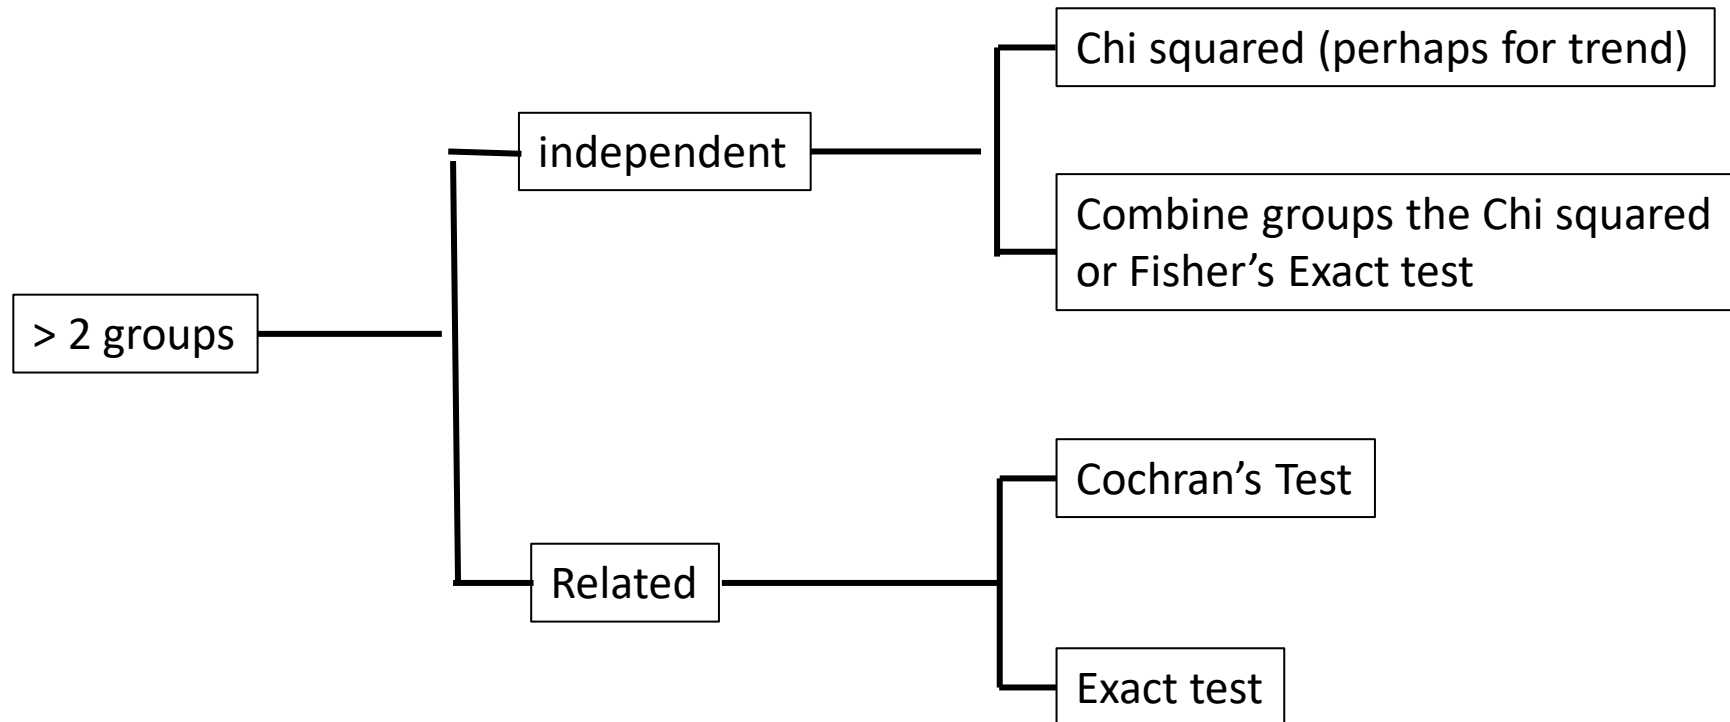 Chi squared (perhaps for trend)
independent
Combine groups the Chi squared
or Fisher’s Exact test
> 2 groups
Cochran’s Test
Related
Exact test